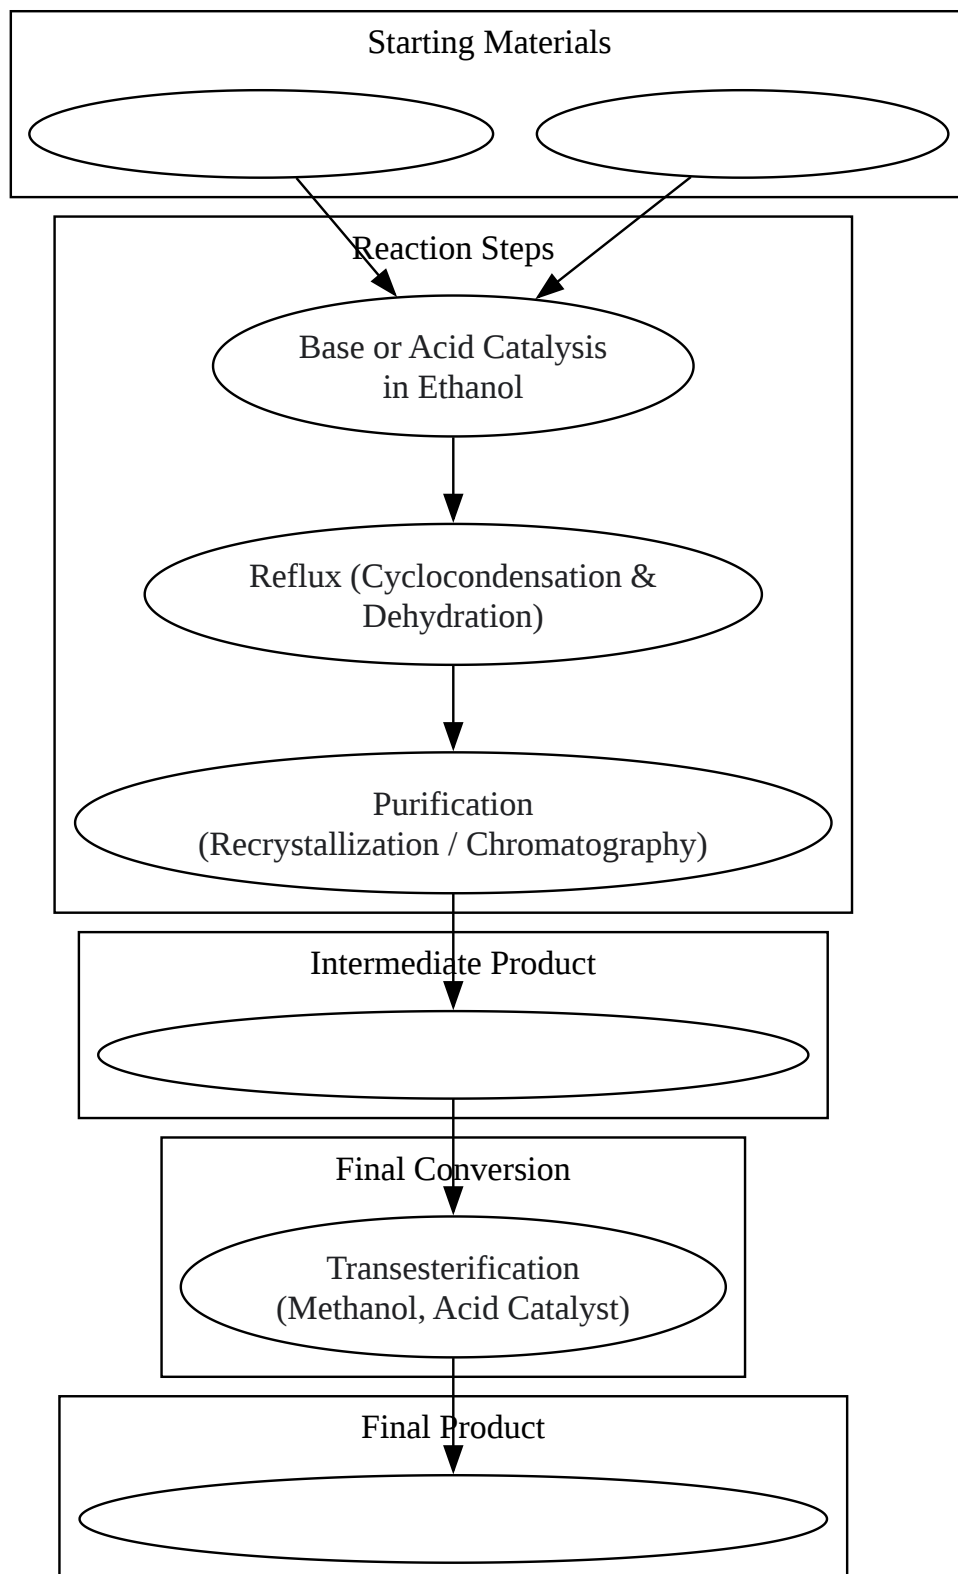 Starting Materials
Reaction Steps
Base or Acid Catalysis
in Ethanol
Reflux (Cyclocondensation &
Dehydration)
Purification
(Recrystallization / Chromatography)
Intermediate Product
Final Conversion
Transesterification
(Methanol, Acid Catalyst)
Final Product